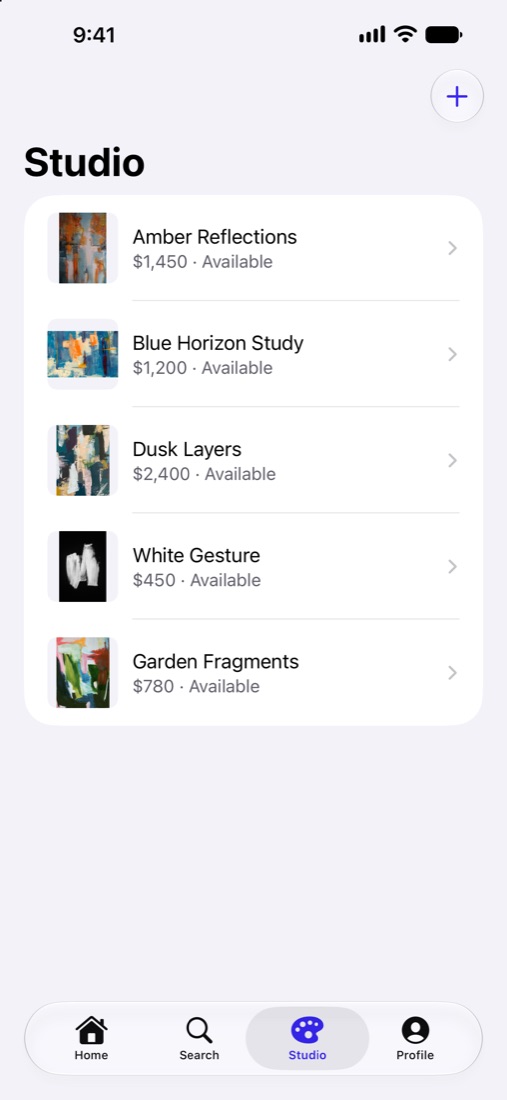 9:41
Studio
Amber Reflections
$1,450 · Available
Blue Horizon Study
$1,200 · Available
Dusk Layers
$2,400 · Available
White Gesture
$450 · Available
Garden Fragments
$780 · Available
Home
Search
Studio
Profile